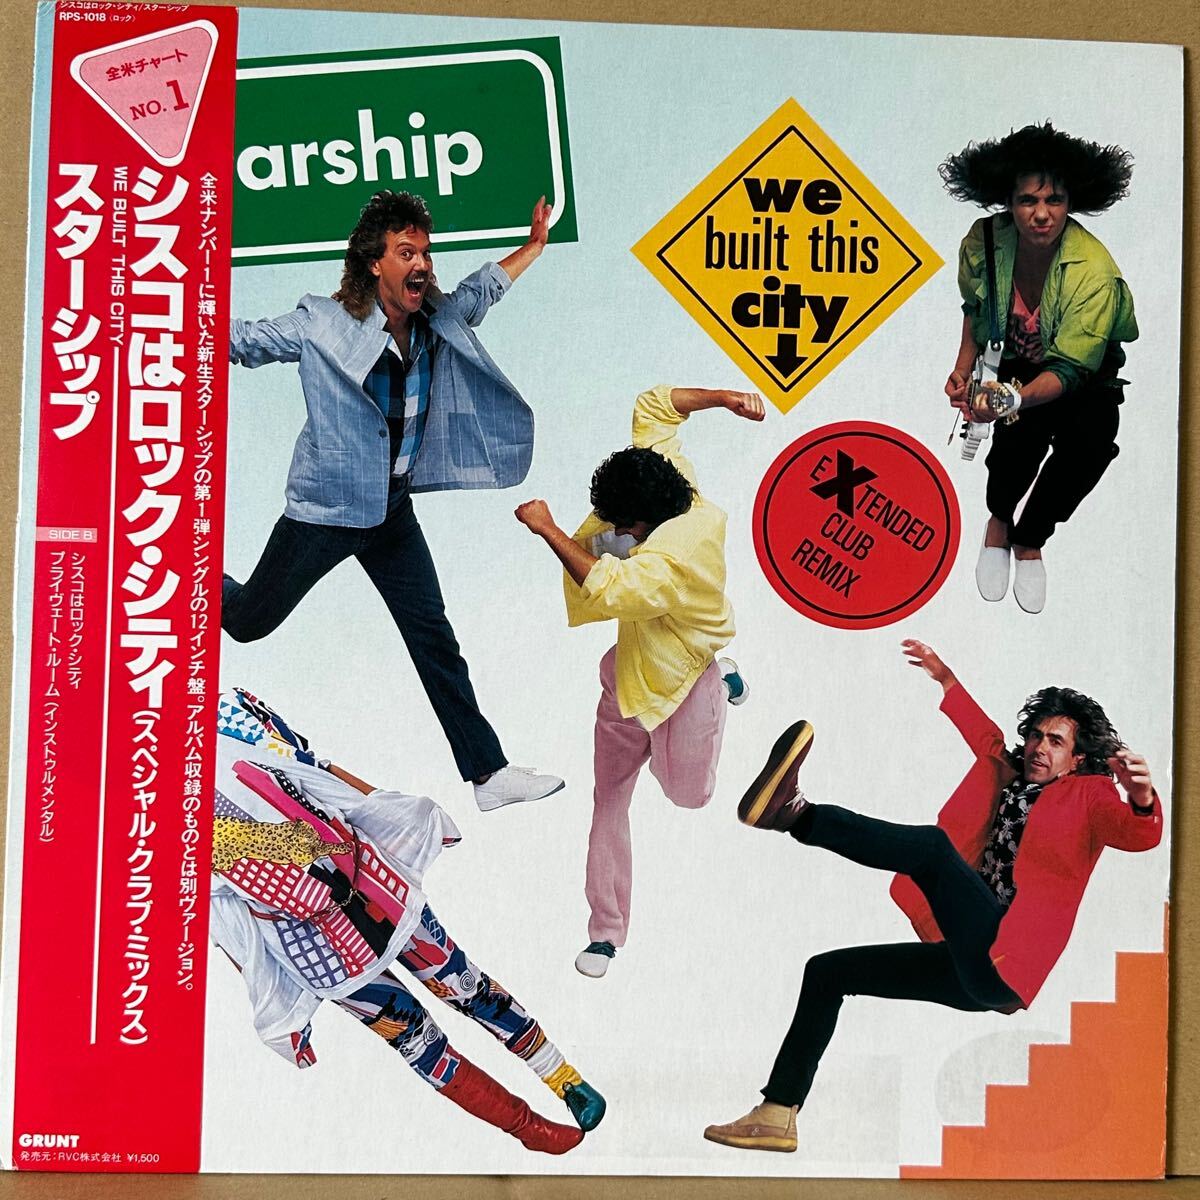 シスコはロック・シティ/スターシップ
RPS-1018〈ロック〉
全米チャート
NO.1
シスコはロック・シティ(スペシャル・クラブ・ミックス)
WE BUILT THIS CITY
スターシップ
全米ナンバー1に輝いた新生スターシップの第1弾シングルの12インチ盤。アルバム収録のものとは別ヴァージョン。
SIDE B
シスコはロック・シティ
プライヴェート・ルーム(インストゥルメンタル)
GRUNT
発売元:RVC株式会社 ¥1,500
arship
we
built this
city
EXTENDED
CLUB
REMIX